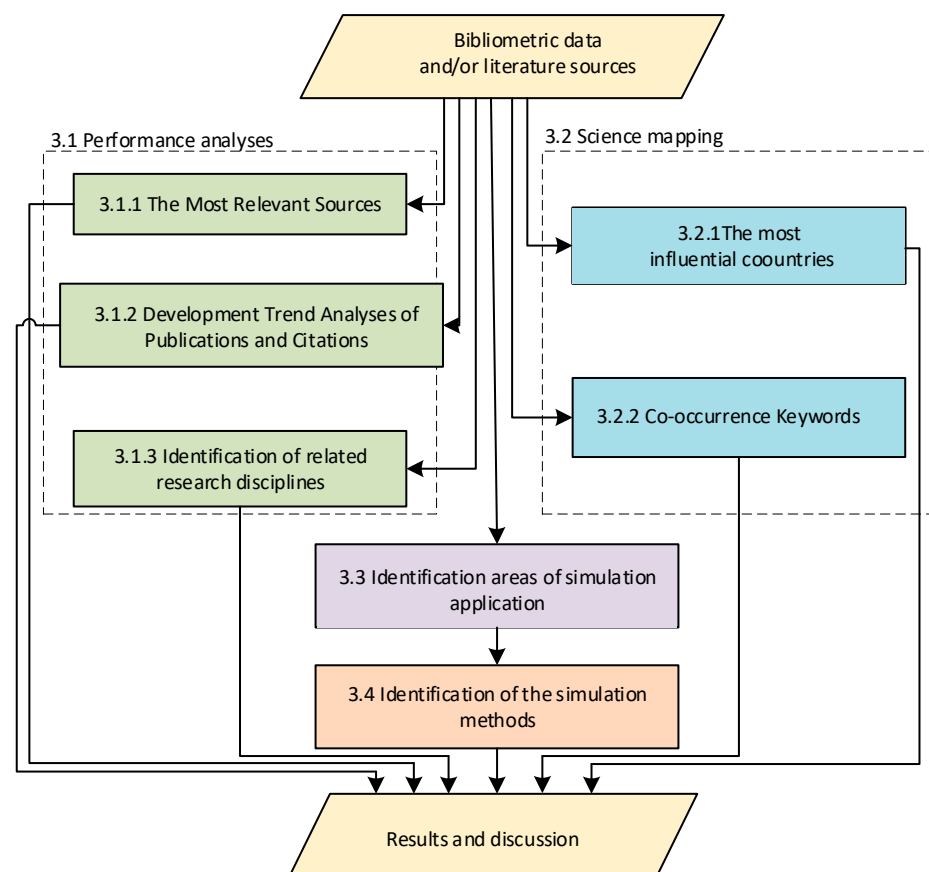 Bibliometric data
and/or literature sources
3.1 Performance analyses
3.1.1 The Most Relevant Sources
3.1.2 Development Trend Analyses of
Publications and Citations
3.1.3 Identification of related
research disciplines
3.2 Science mapping
3.2.1The most
influential coountries
3.2.2 Co-occurrence Keywords
3.3 Identification areas of simulation
application
3.4 Identification of the simulation
methods
Results and discussion